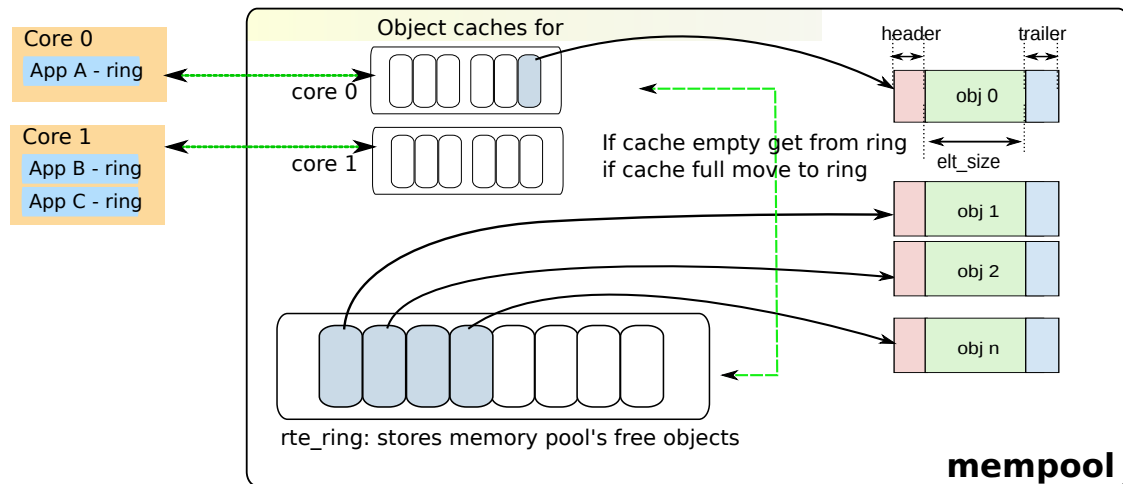 Object caches for
Core 0
App A - ring
core 0
Core 1
App B - ring
App C - ring
core 1
header
trailer
obj 0
elt_size
If cache empty get from ring
if cache full move to ring
obj 1
obj 2
obj n
rte_ring: stores memory pool's free objects
mempool